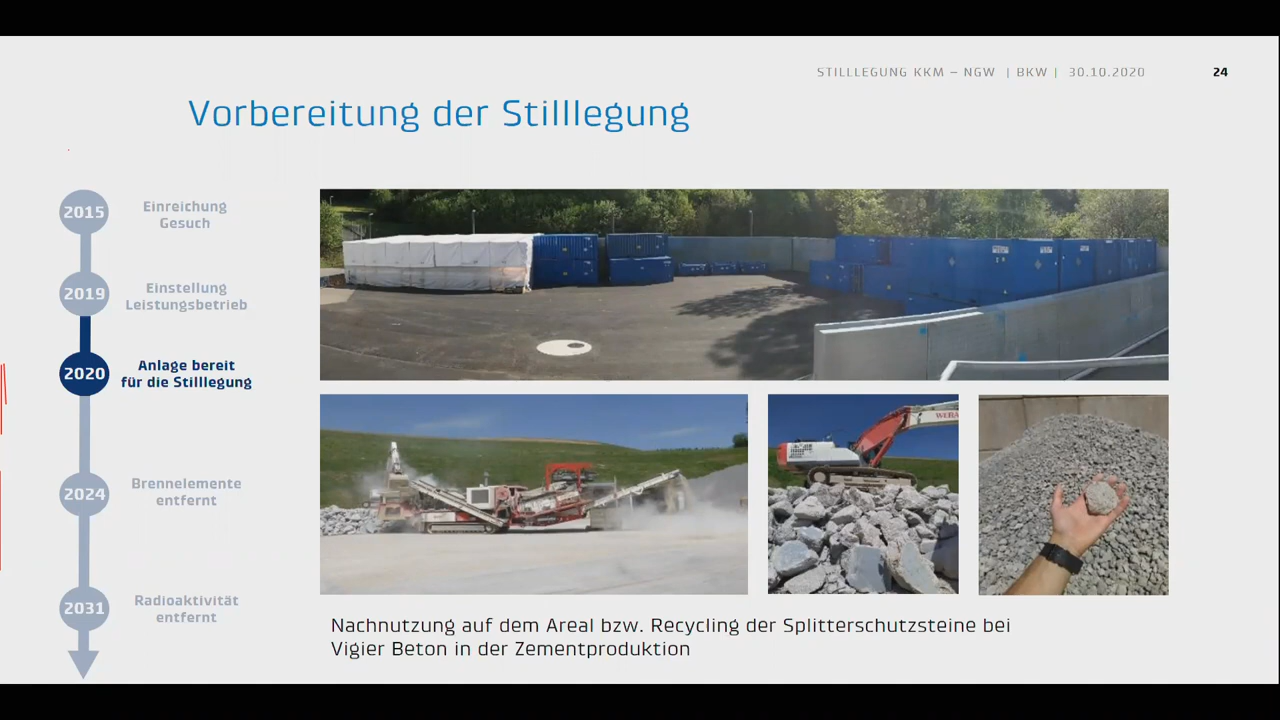 STILLLEGUNG KKM – NGW | BKW | 30.10.2020
24
Vorbereitung der Stilllegung
2015
Einreichung
Gesuch
2019
Einstellung
Leistungsbetrieb
2020
Anlage bereit
für die Stilllegung
2024
Brennelemente
entfernt
2031
Radioaktivität
entfernt
Nachnutzung auf dem Areal bzw. Recycling der Splitterschutzsteine bei
Vigier Beton in der Zementproduktion